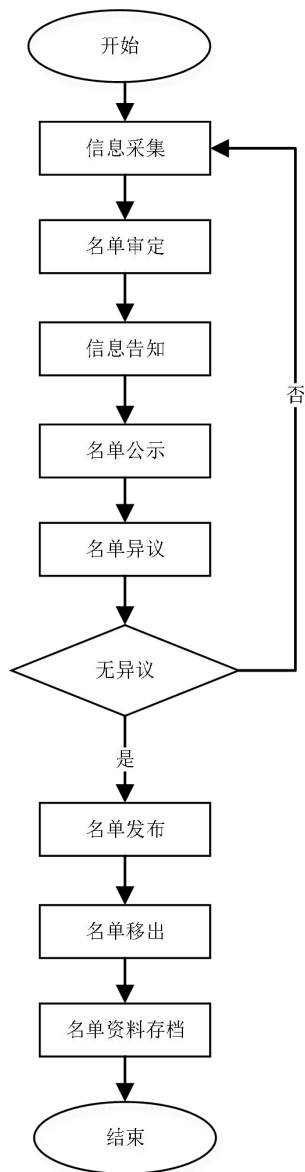 开始
信息采集
名单审定
信息告知
名单公示
名单异议
无异议
否
是
名单发布
名单移出
名单资料存档
结束